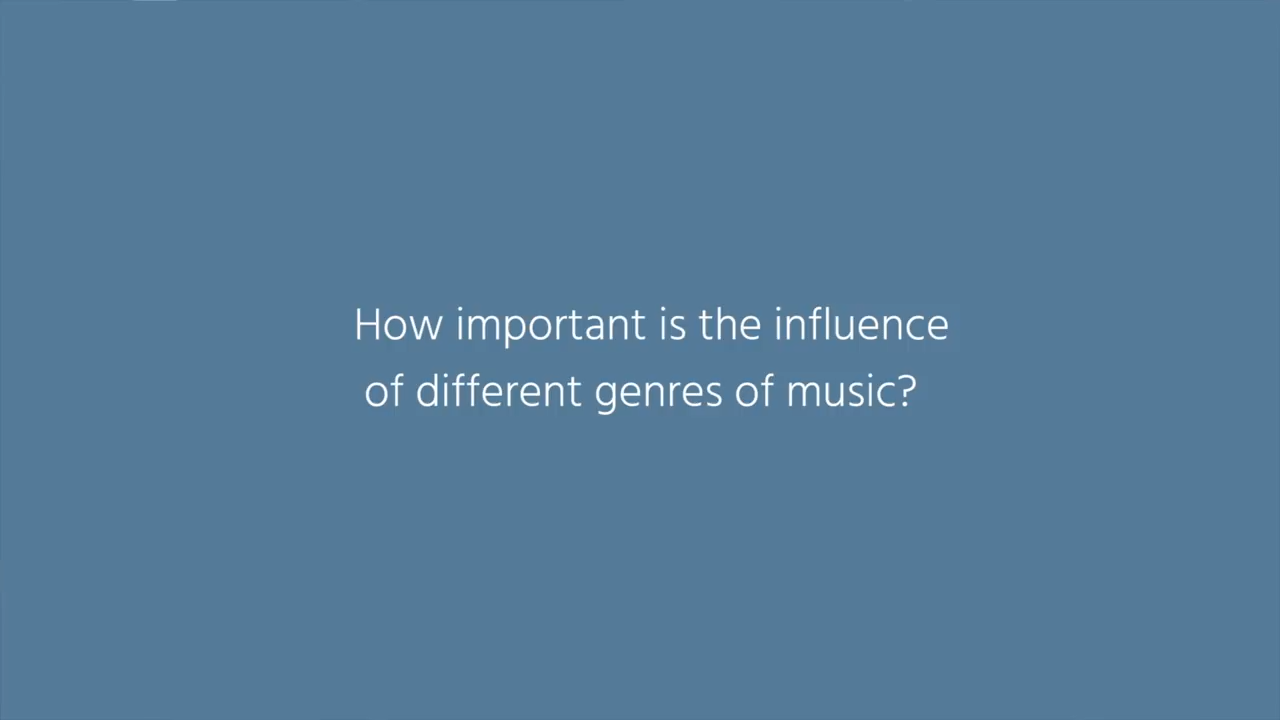 How important is the influence
of different genres of music?